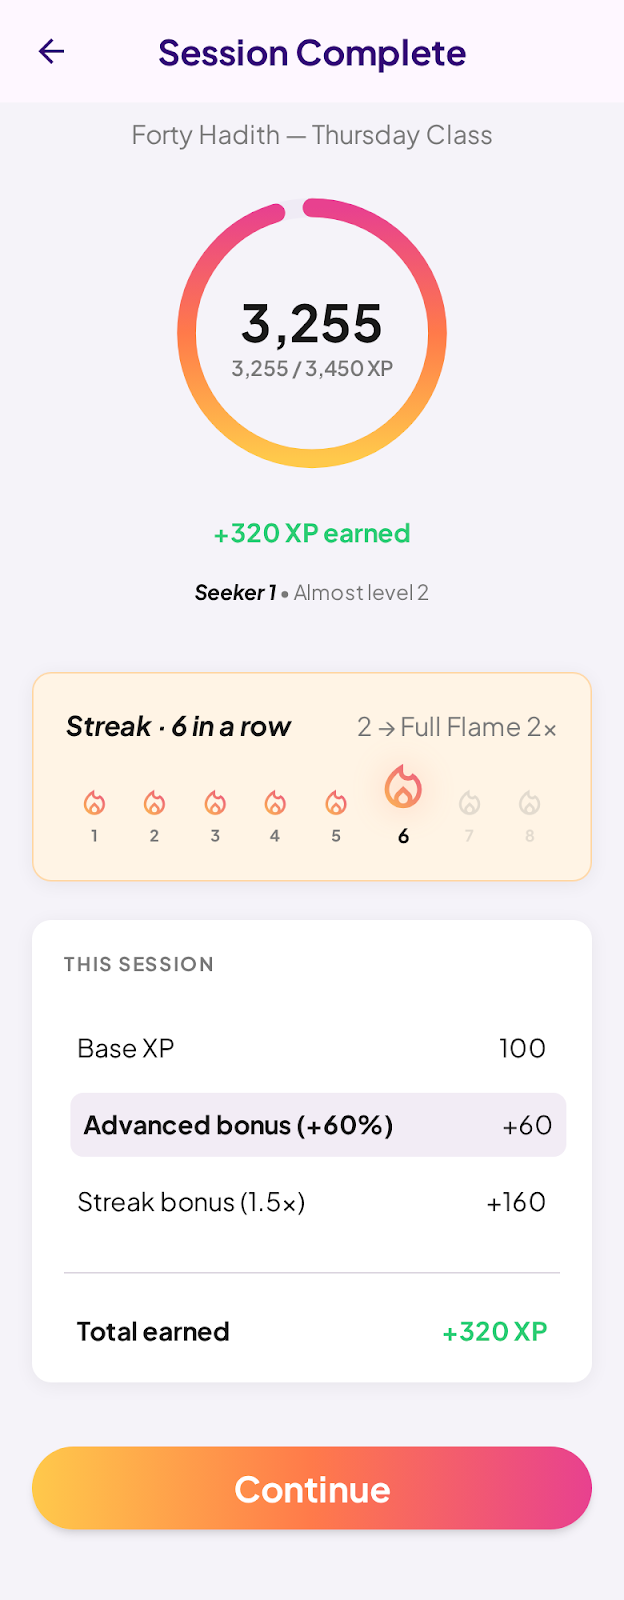 Session Complete
Forty Hadith — Thursday Class
3,255
3,255 / 3,450 XP
+320 XP earned
Seeker 1 • Almost level 2
Streak · 6 in a row 2 → Full Flame 2×
1 2 3 4 5 6 7 8
THIS SESSION
Base XP 100
Advanced bonus (+60%) +60
Streak bonus (1.5×) +160
Total earned +320 XP
Continue